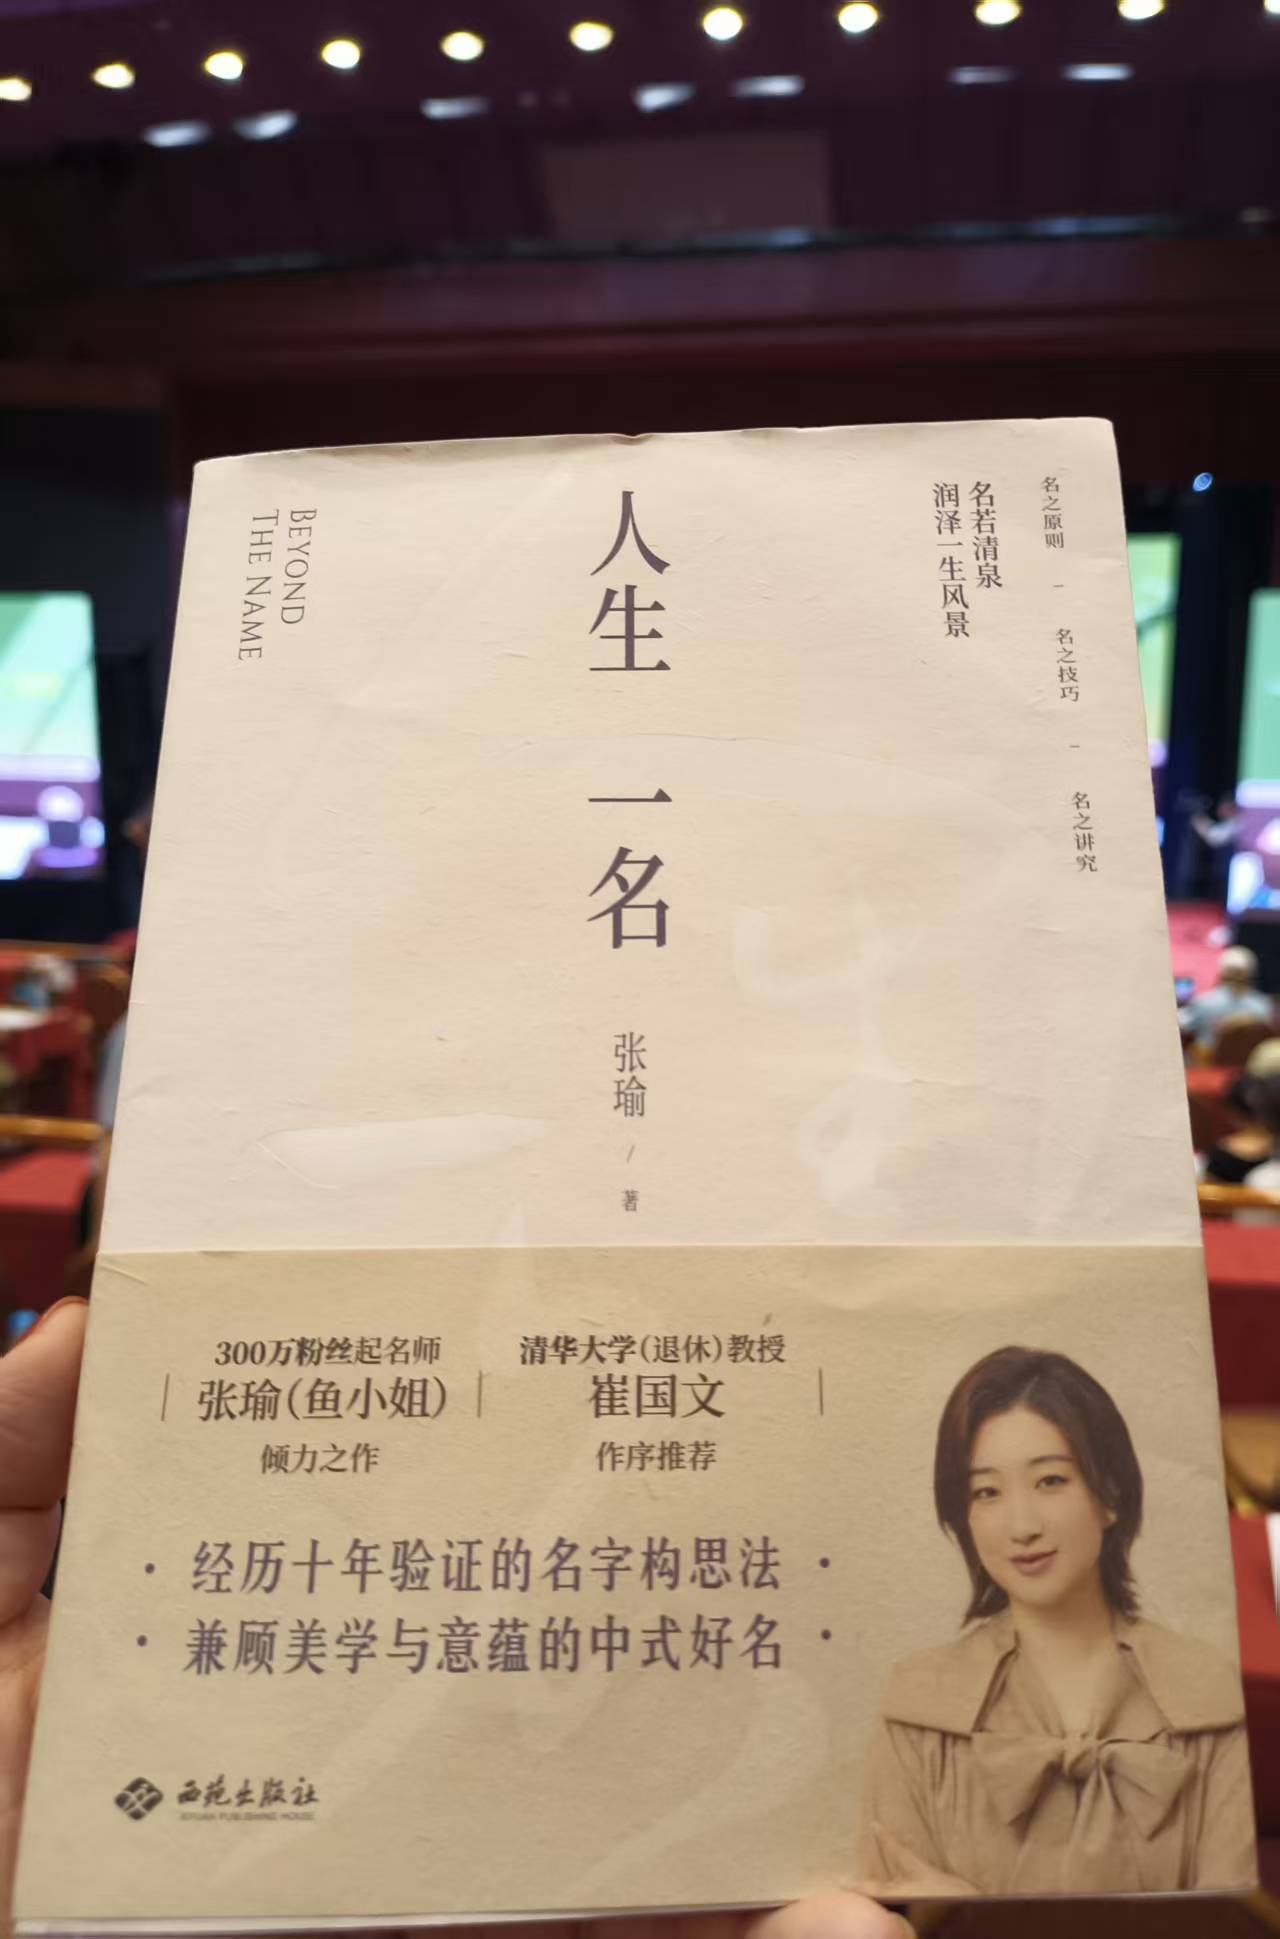 名之原则 - 名之技巧 - 名之讲究
名若清泉
润泽一生风景
人生 一名
张瑜 / 著
BEYOND
THE NAME
300万粉丝起名师
张瑜(鱼小姐)
倾力之作
清华大学(退休)教授
崔国文
作序推荐
· 经历十年验证的名字构思法 ·
· 兼顾美学与意蕴的中式好名 ·
西苑出版社
XIYUAN PUBLISHING HOUSE